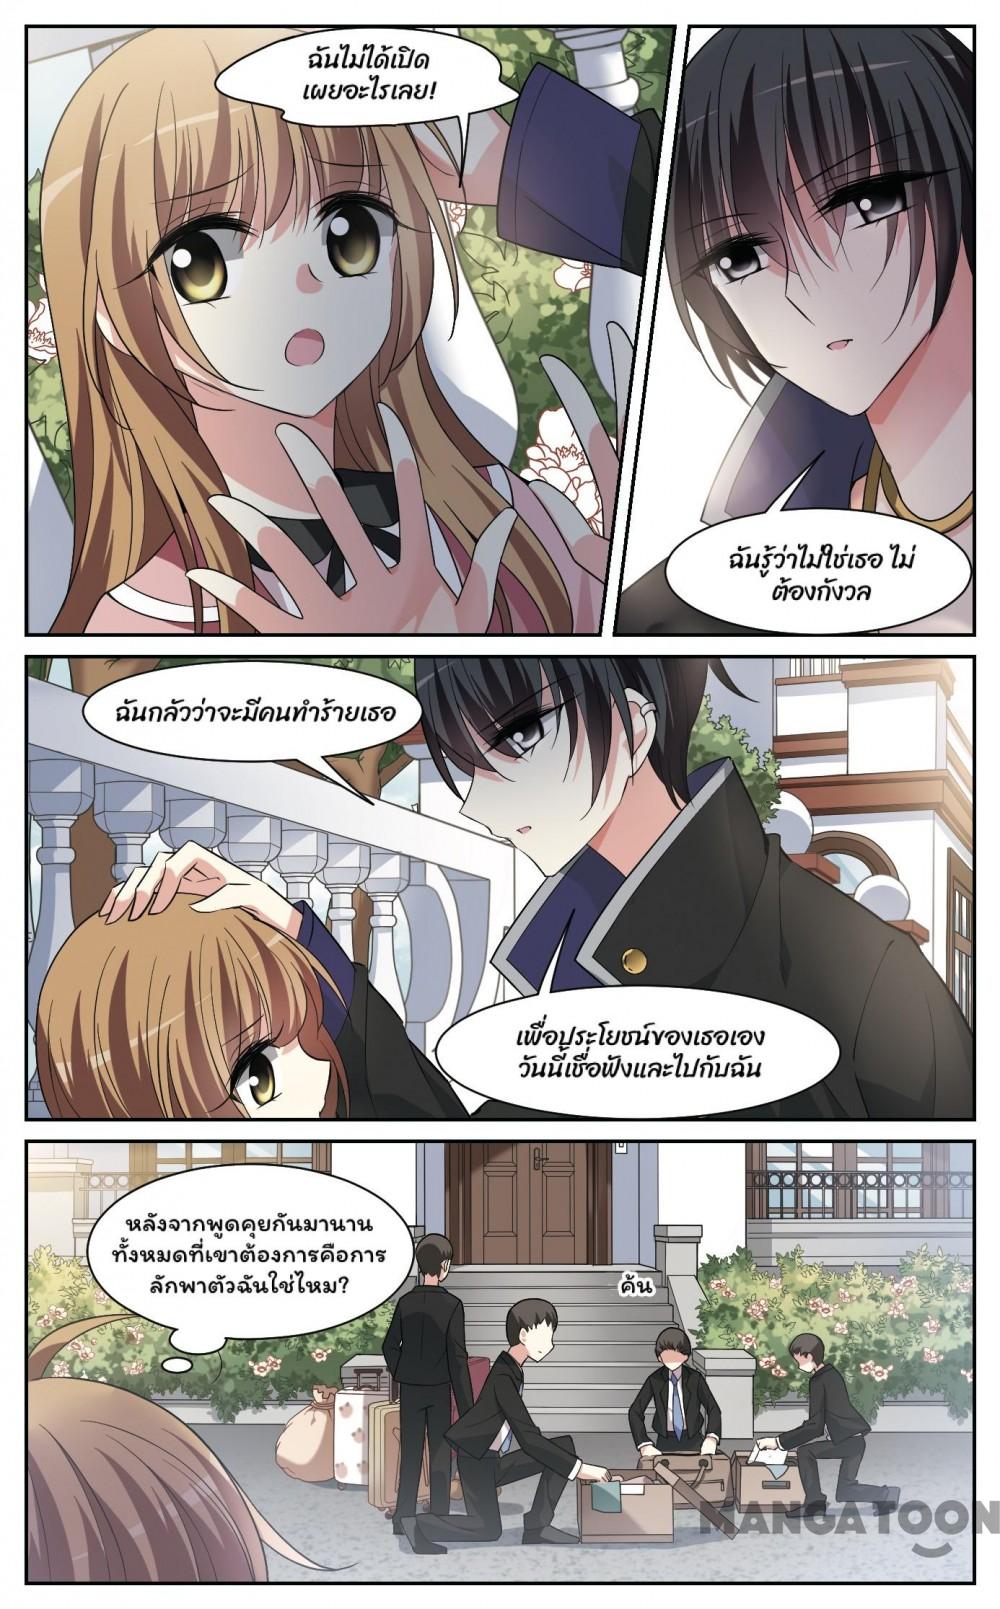 ฉันไม่ได้เปิด
เผยอะไรเลย!
ฉันรู้ว่าไม่ใช่เธอ ไม่
ต้องกังวล
ฉันกลัวว่าจะมีคนทำร้ายเธอ
เพื่อประโยชน์ของเธอเอง
วันนี้เชื่อฟังและไปกับฉัน
หลังจากพูดคุยกันมานาน
ทั้งหมดที่เขาต้องการคือการ
ลักพาตัวฉันใช่ไหม?
ค้น
MANGATOON